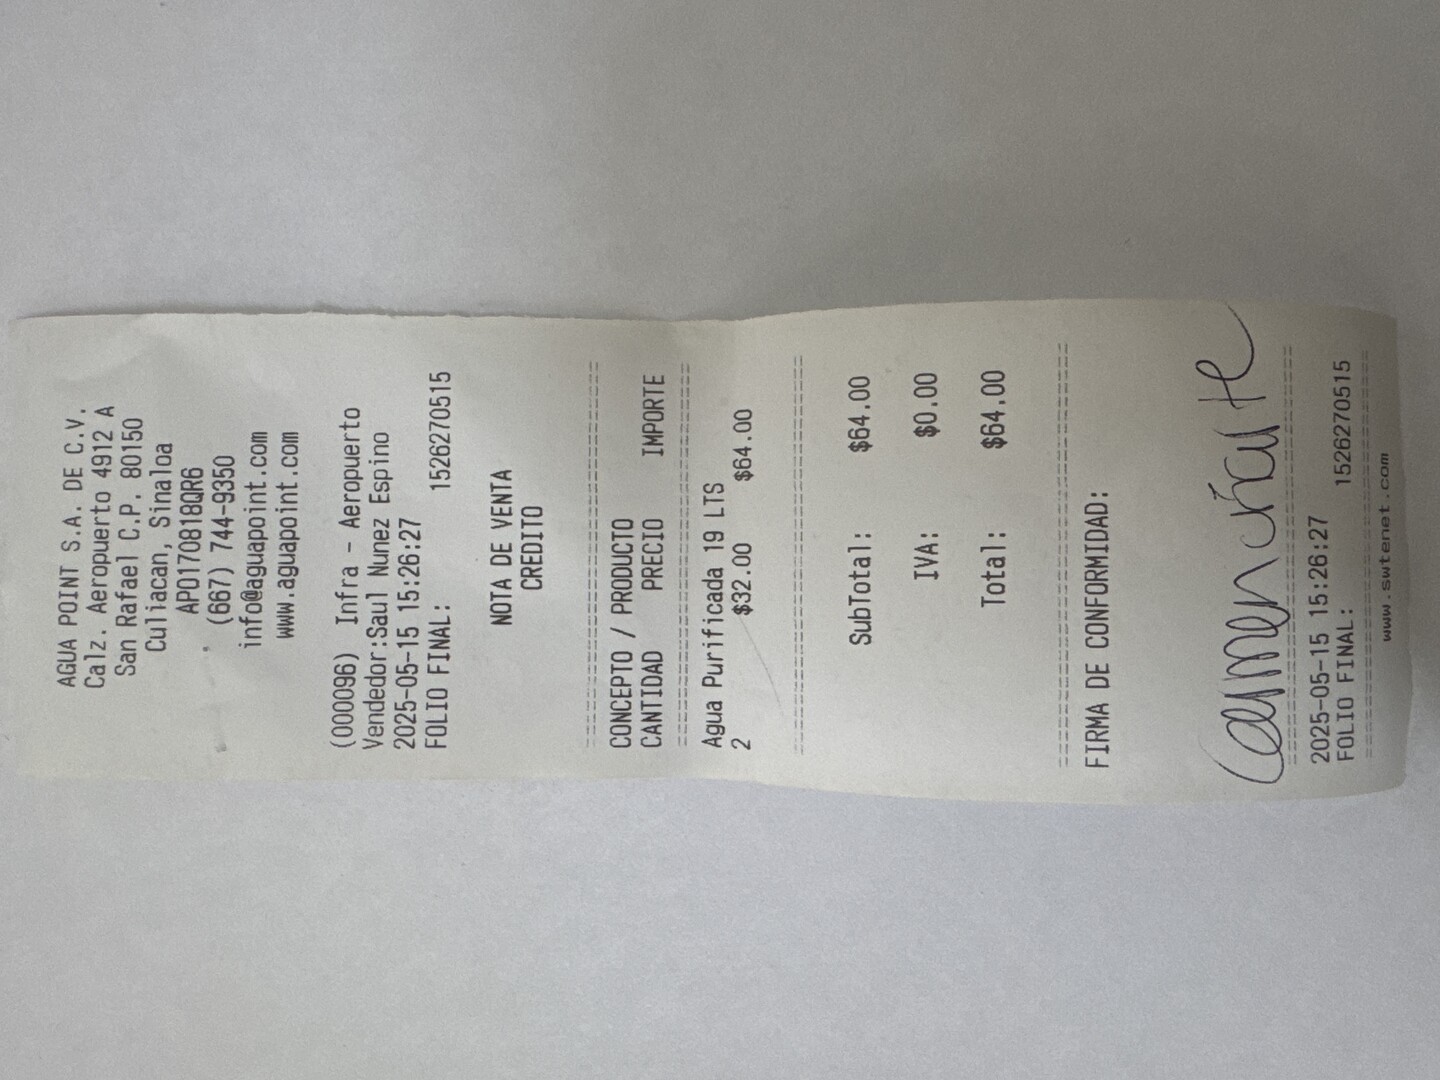 AGUA POINT S.A. DE C.V.
Calz. Aeropuerto 4912 A
San Rafael C.P. 80150
Culiacan, Sinaloa
APO170818QR6
(667) 744-9350
info@aguapoint.com
www.aguapoint.com
(000096) Infra - Aeropuerto
Vendedor:Saul Nunez Espino
2025-05-15 15:26:27
FOLIO FINAL: 1526270515
NOTA DE VENTA
CREDITO
CONCEPTO / PRODUCTO
CANTIDAD PRECIO IMPORTE
Agua Purificada 19 LTS
2 $32.00 $64.00
SubTotal: $64.00
IVA: $0.00
Total: $64.00
FIRMA DE CONFORMIDAD:
Carmen
2025-05-15 15:26:27
FOLIO FINAL: 1526270515
www.swtenet.com